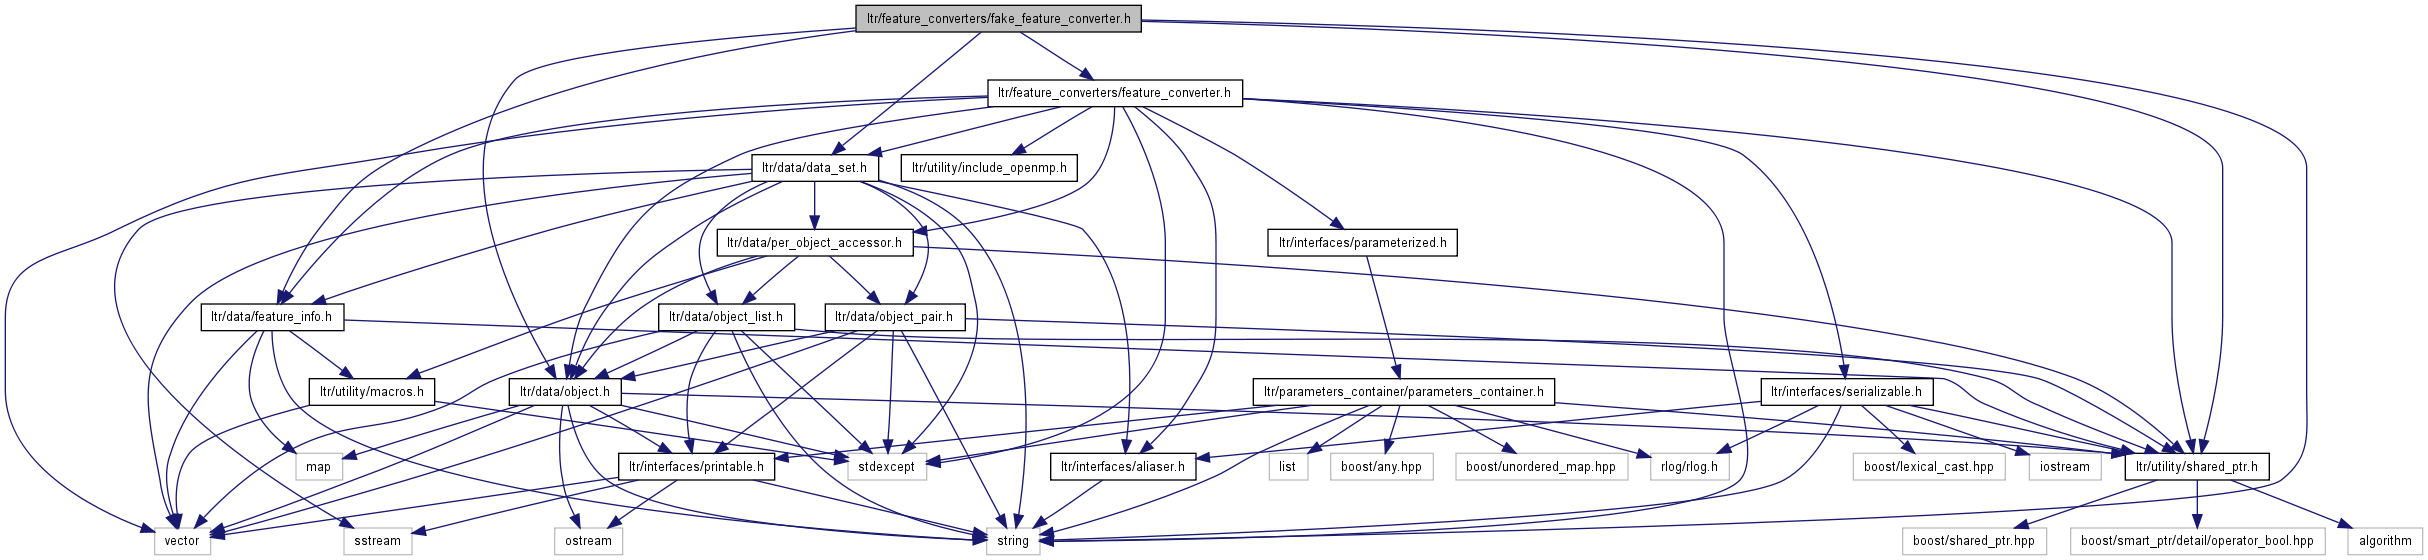 ltr/feature_converters/fake_feature_converter.h
ltr/feature_converters/feature_converter.h
ltr/data/data_set.h
ltr/utility/include_openmp.h
ltr/data/per_object_accessor.h
ltr/interfaces/parameterized.h
ltr/data/feature_info.h
ltr/data/object_list.h
ltr/data/object_pair.h
ltr/utility/macros.h
ltr/data/object.h
ltr/parameters_container/parameters_container.h
ltr/interfaces/serializable.h
map
ltr/interfaces/printable.h
stdexcept
ltr/interfaces/aliaser.h
list
boost/any.hpp
boost/unordered_map.hpp
rlog/rlog.h
boost/lexical_cast.hpp
iostream
ltr/utility/shared_ptr.h
vector
sstream
ostream
string
boost/shared_ptr.hpp
boost/smart_ptr/detail/operator_bool.hpp
algorithm